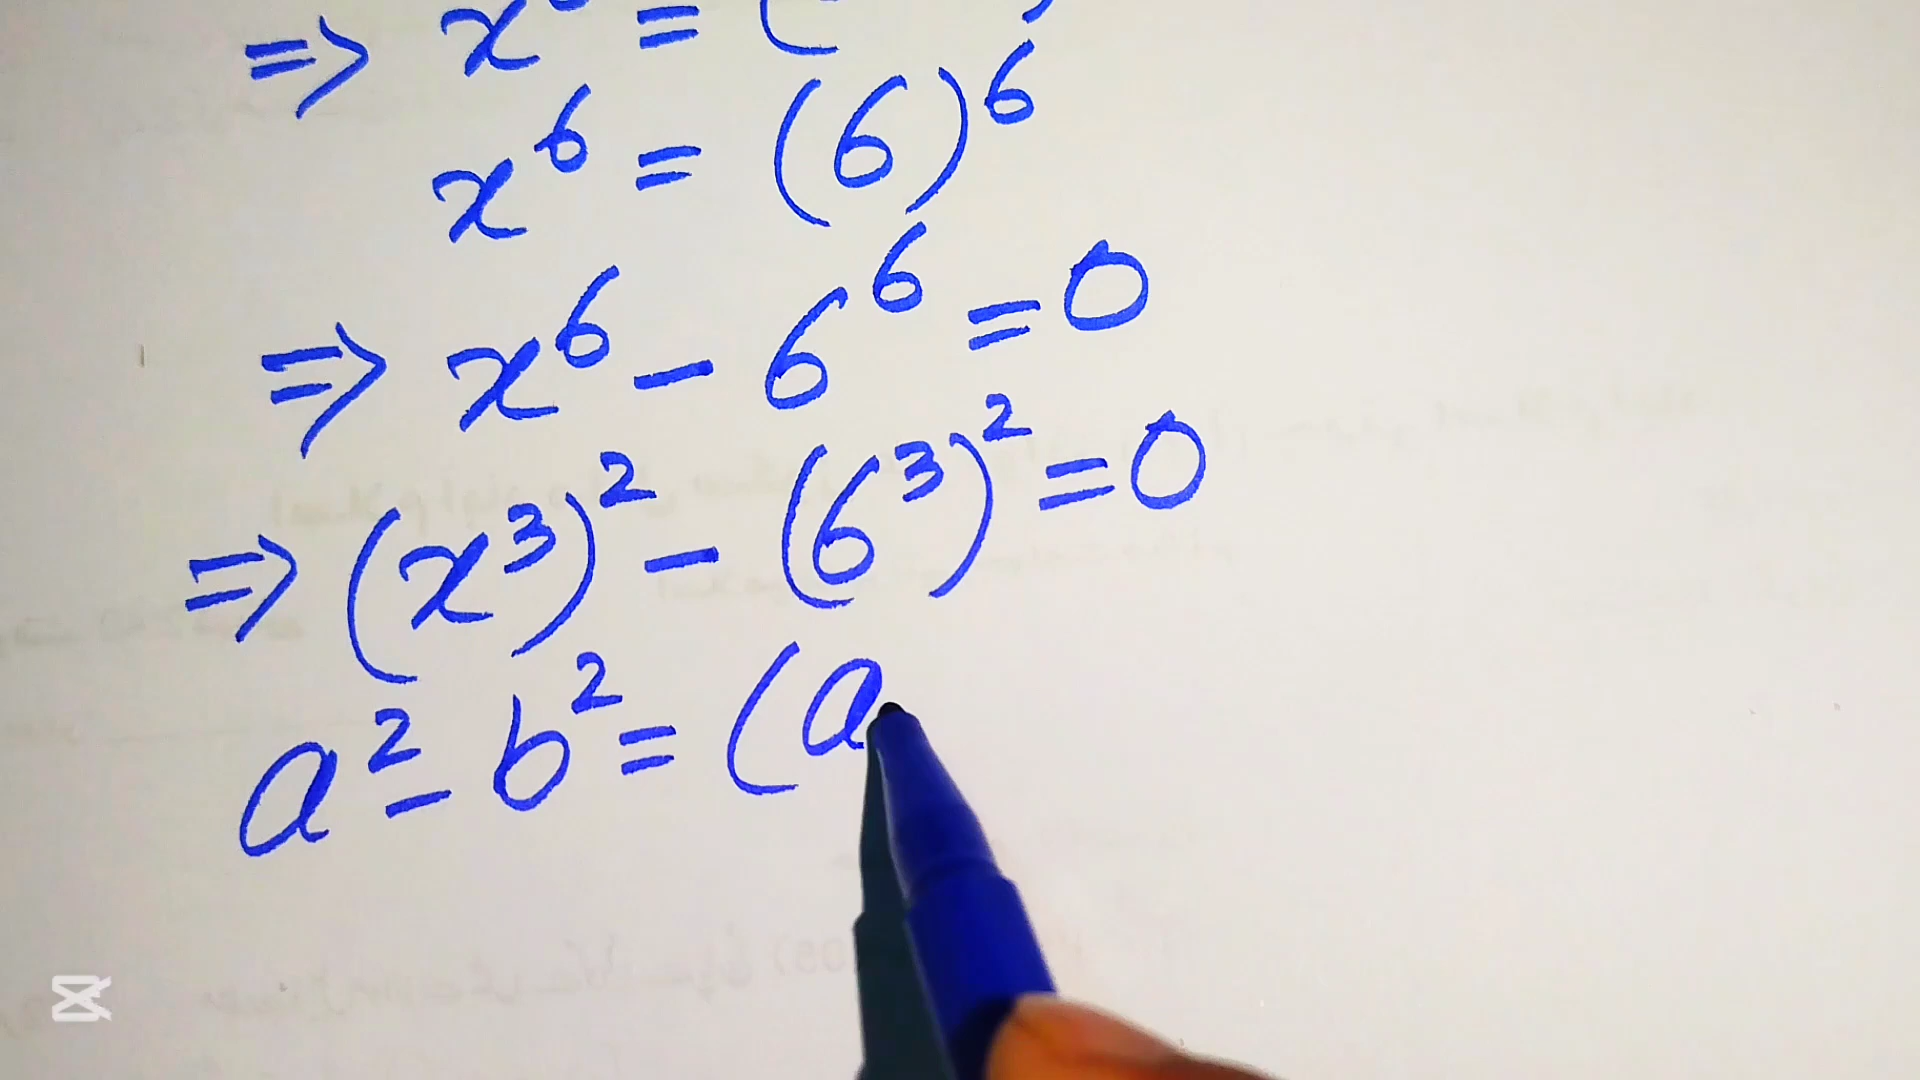 => x = (
x⁶ = (6)⁶
=> x⁶ - 6⁶ = 0
=> (x³)² - (6³)² = 0
a² - b² = (a